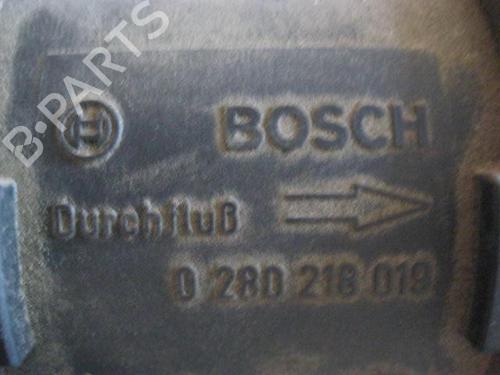 B-PARTS
BOSCH
Durchfluß
0 280 218 019